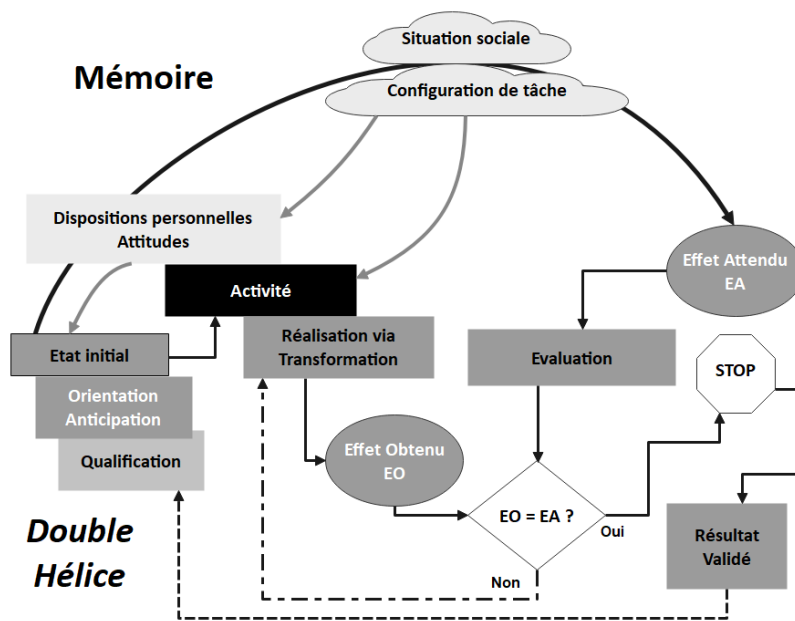 Situation sociale
Mémoire
Configuration de tâche
Dispositions personnelles
Attitudes
Effet Attendu
EA
Activité
Etat initial
Réalisation via
Transformation
Evaluation
STOP
Orientation
Anticipation
Qualification
Effet Obtenu
EO
EO = EA ?
Oui
Résultat
Validé
Double
Hélice
Non